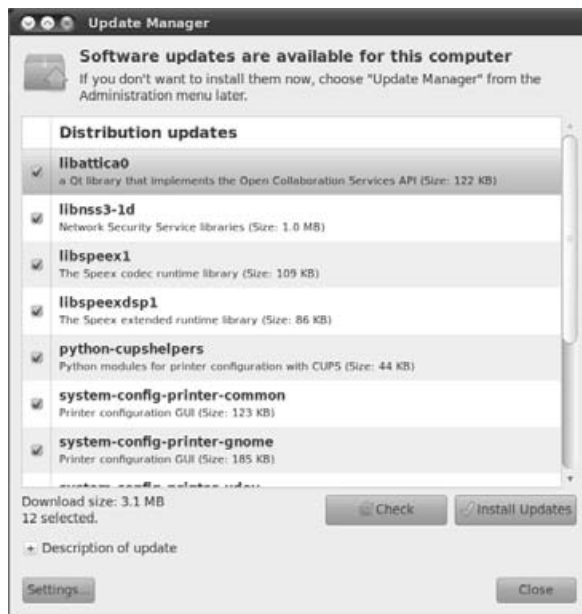 Update Manager
Software updates are available for this computer
If you don't want to install them now, choose "Update Manager" from the
Administration menu later.
Distribution updates
libattica0
a Qt library that implements the Open Collaboration Services API (Size: 122 KB)
libnss3-1d
Network Security Service libraries (Size: 1.0 MB)
libspeex1
The Speex codec runtime library (Size: 109 KB)
libspeexdsp1
The Speex extended runtime library (Size: 86 KB)
python-cupshelpers
Python modules for printer configuration with CUPS (Size: 44 KB)
system-config-printer-common
Printer configuration GUI (Size: 123 KB)
system-config-printer-gnome
Printer configuration GUI (Size: 185 KB)
system-config-printer-udev
Download size: 3.1 MB
12 selected.
Check
Install Updates
Description of update
Settings...
Close